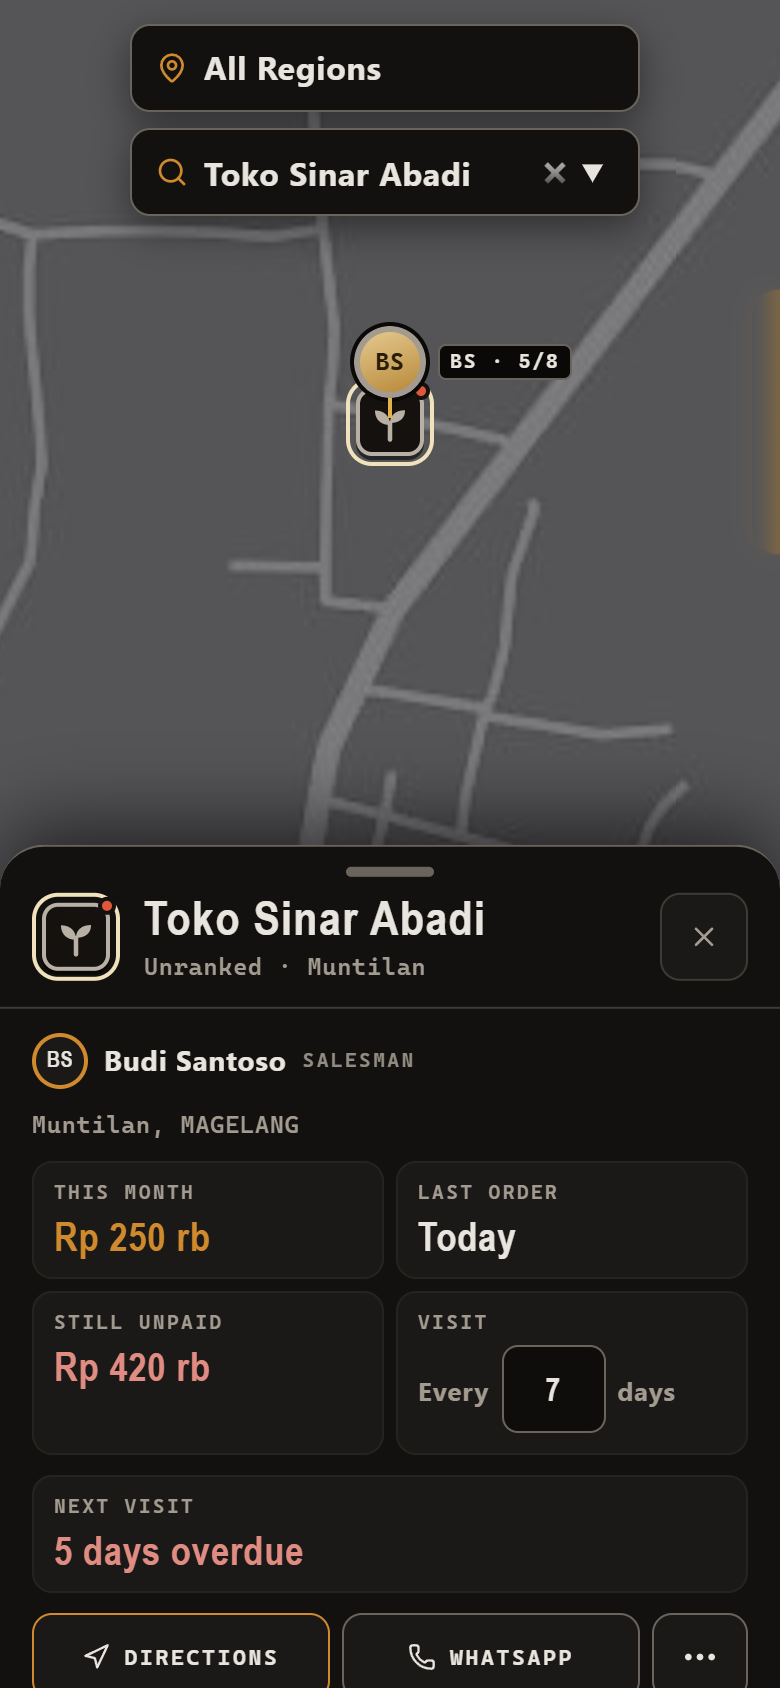 All Regions
Toko Sinar Abadi ✕ ▼
BS
BS · 5/8
Toko Sinar Abadi
Unranked · Muntilan
BS Budi Santoso SALESMAN
Muntilan, MAGELANG
THIS MONTH
Rp 250 rb
LAST ORDER
Today
STILL UNPAID
Rp 420 rb
VISIT
Every 7 days
NEXT VISIT
5 days overdue
DIRECTIONS
WHATSAPP